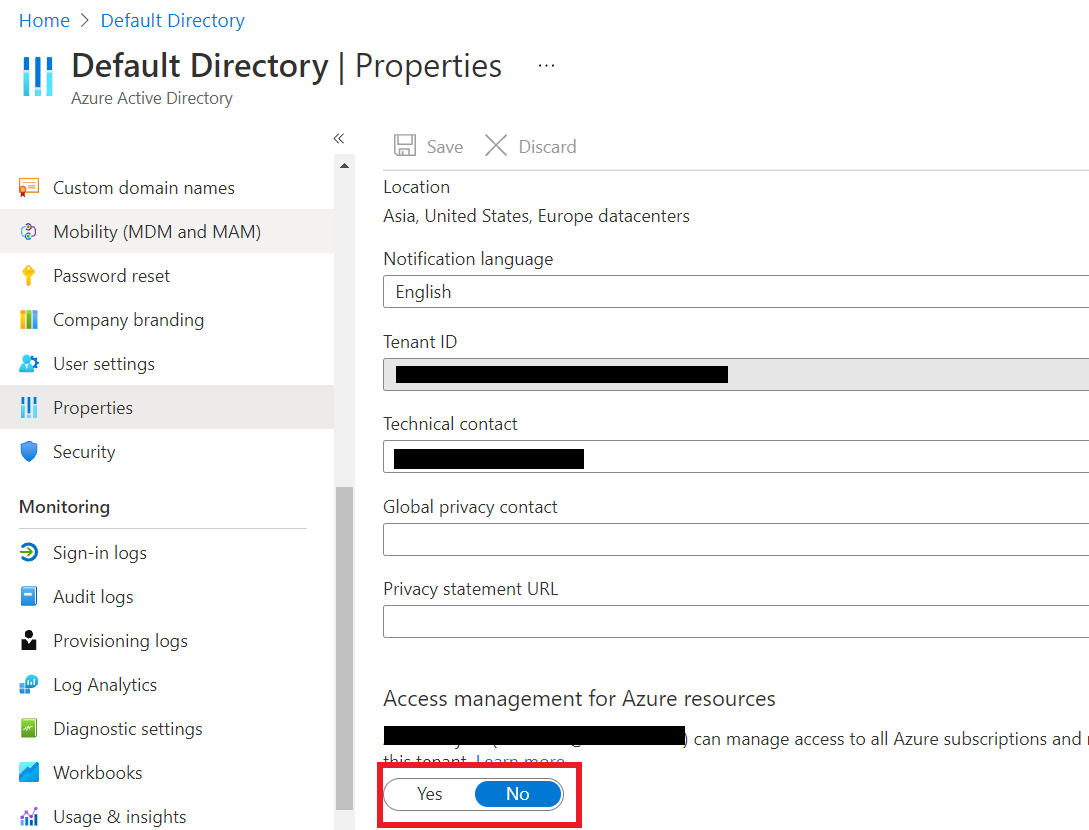 Home > Default Directory
Default Directory | Properties ...
Azure Active Directory
«
Custom domain names
Mobility (MDM and MAM)
Password reset
Company branding
User settings
Properties
Security
Monitoring
Sign-in logs
Audit logs
Provisioning logs
Log Analytics
Diagnostic settings
Workbooks
Usage & insights
Save Discard
Location
Asia, United States, Europe datacenters
Notification language
English
Tenant ID
Technical contact
Global privacy contact
Privacy statement URL
Access management for Azure resources
) can manage access to all Azure subscriptions and
this tenant. Learn more
Yes No